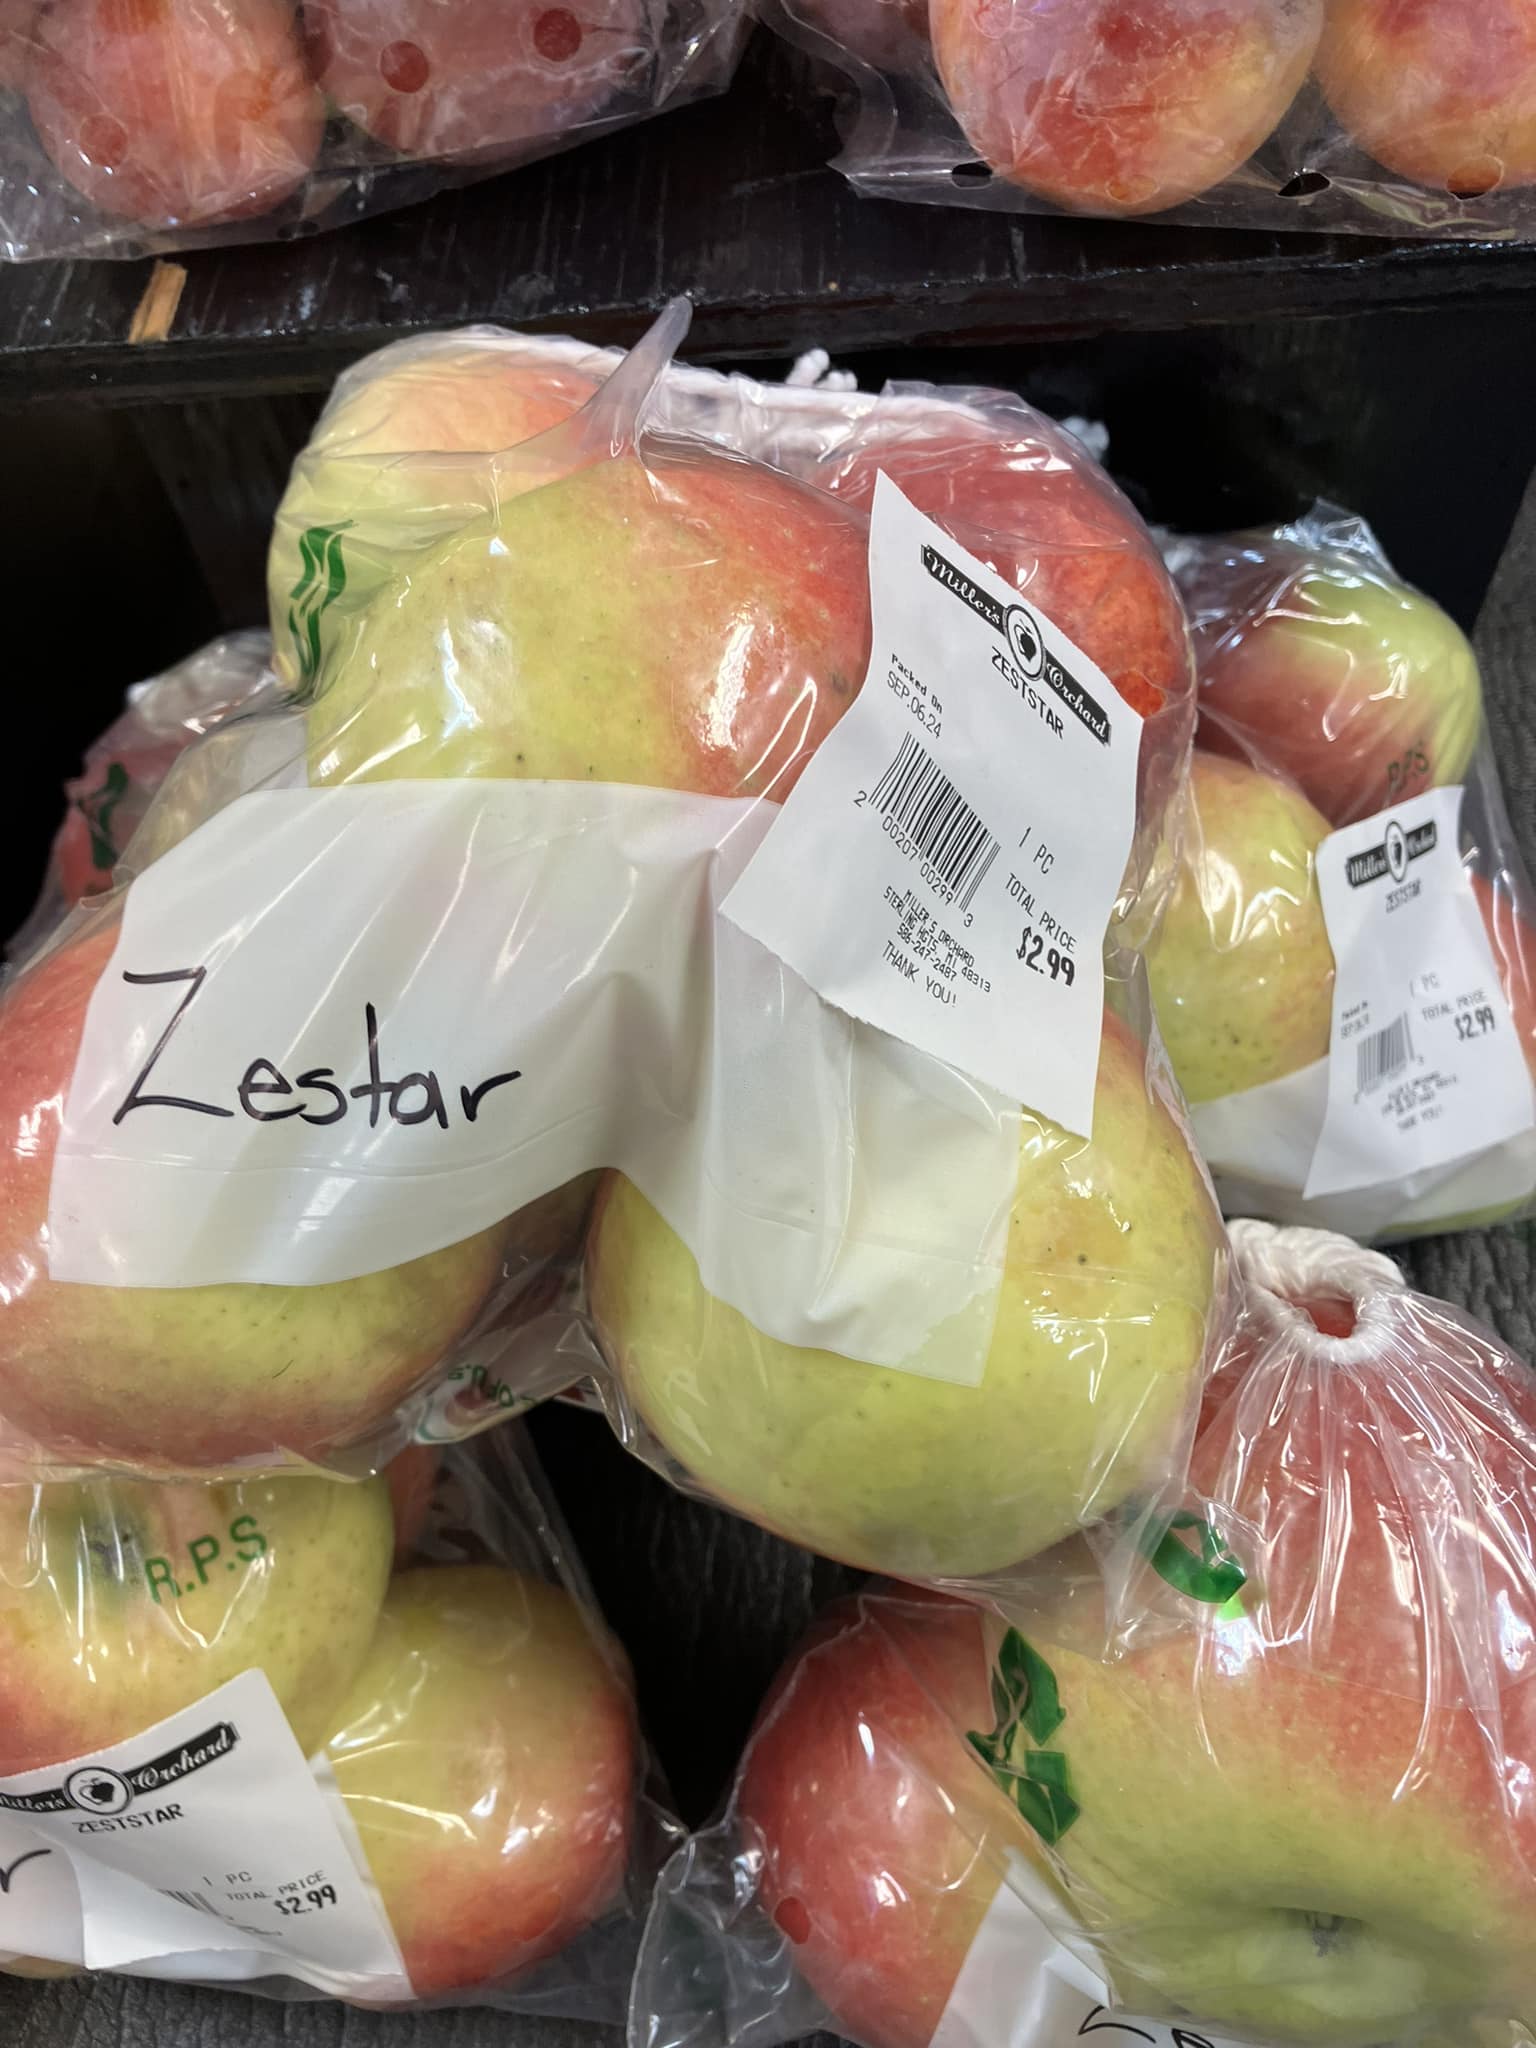 Miller's Orchard
ZESTSTAR
Packed On
SEP.06.24
2 00207 00299 3
1 PC
TOTAL PRICE
$2.99
MILLER'S ORCHARD
STERLING HGTS, MI 48313
586-247-2487
THANK YOU!
Zestar
R.P.S
Miller's Orchard
ZESTSTAR
1 PC
TOTAL PRICE
$2.99
THANK YOU!
R.P.S
Miller's Orchard
ZESTSTAR
1 PC
TOTAL PRICE
$2.99